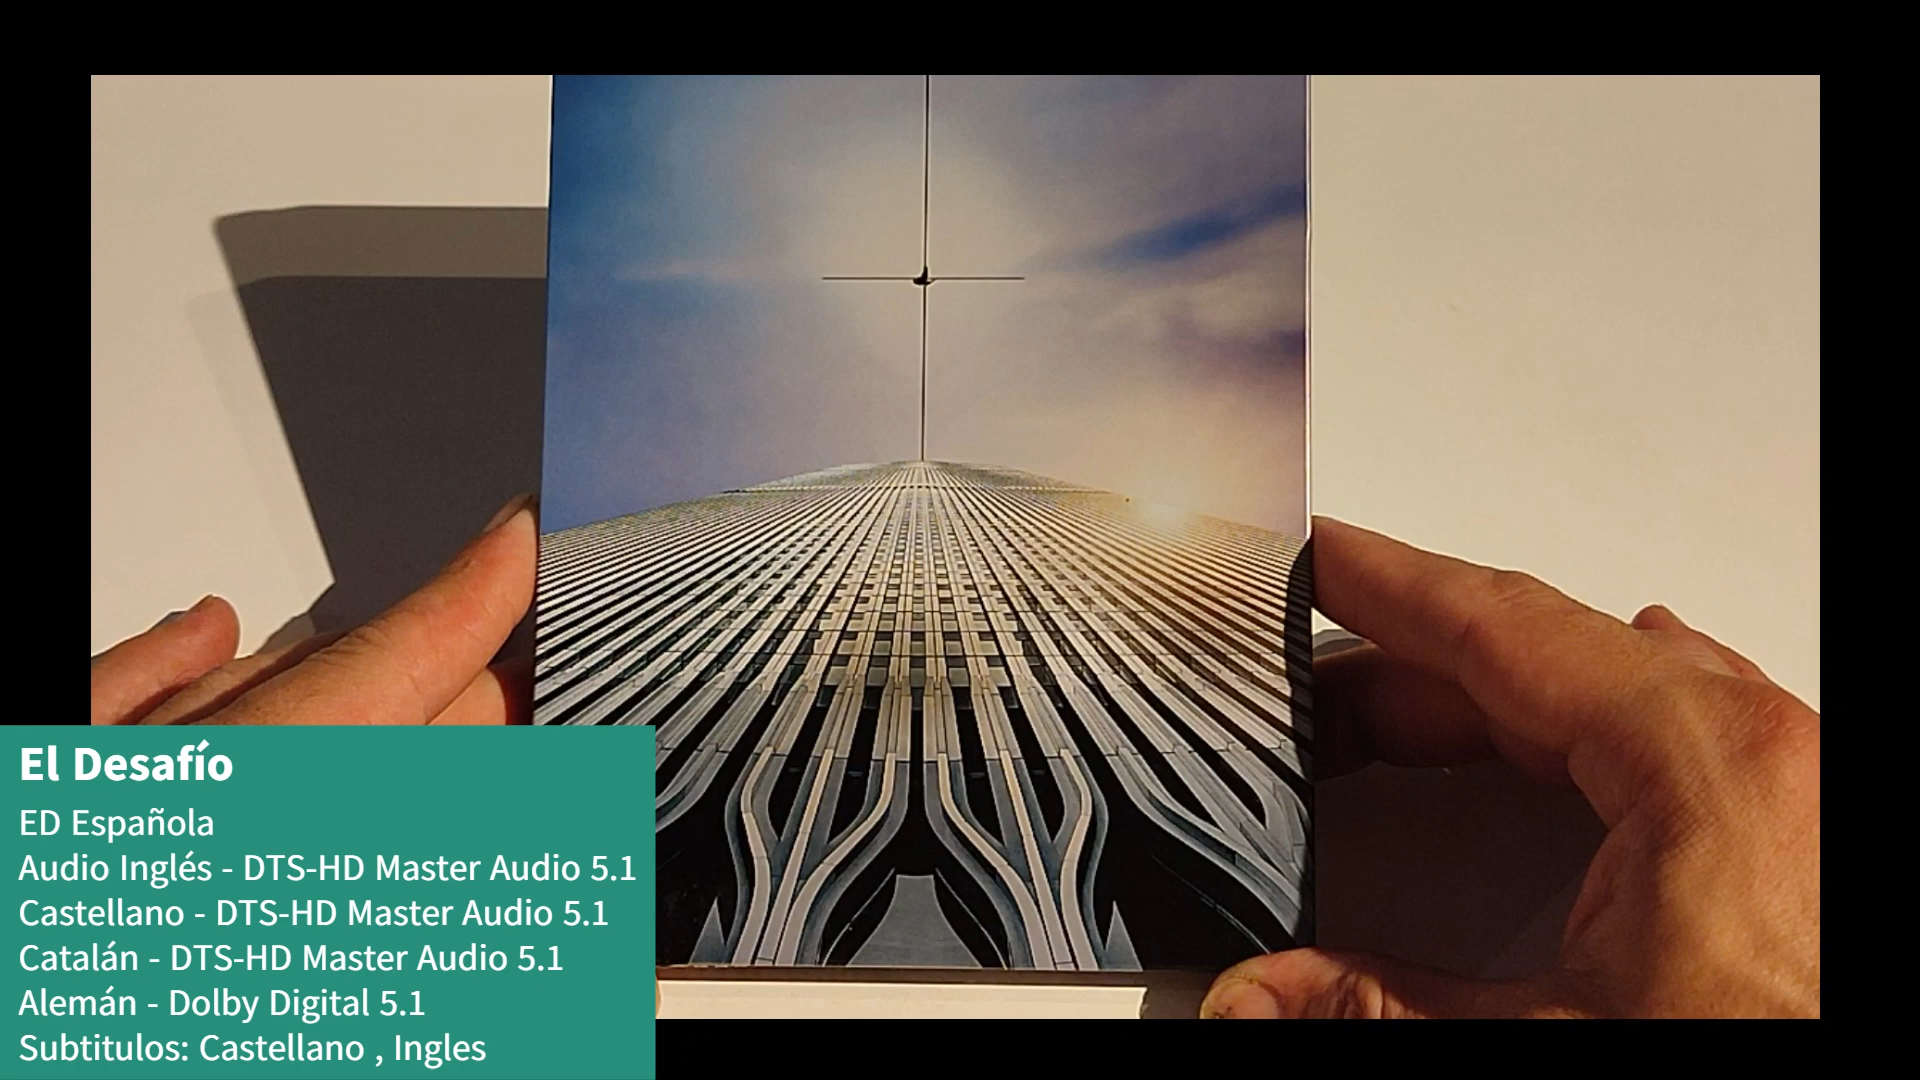 El Desafío
ED Española
Audio Inglés - DTS-HD Master Audio 5.1
Castellano - DTS-HD Master Audio 5.1
Catalán - DTS-HD Master Audio 5.1
Alemán - Dolby Digital 5.1
Subtitulos: Castellano , Ingles